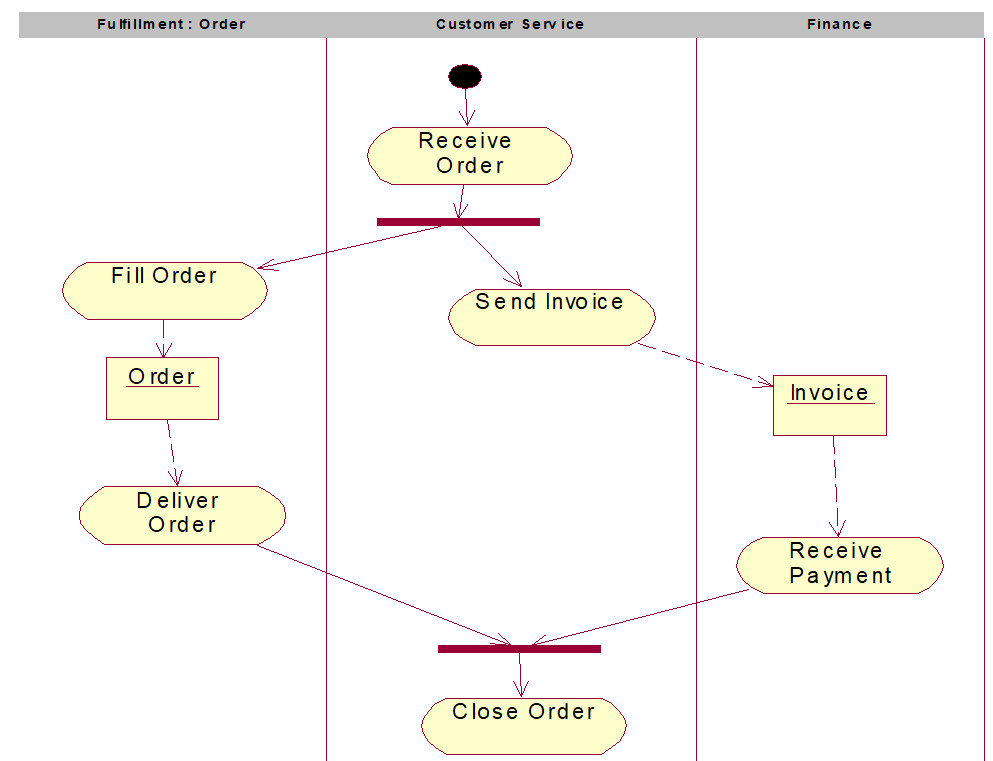 Fulfillment : Order
Customer Service
Finance
Receive
Order
Fill Order
Send Invoice
Order
Invoice
Deliver
Order
Receive
Payment
Close Order